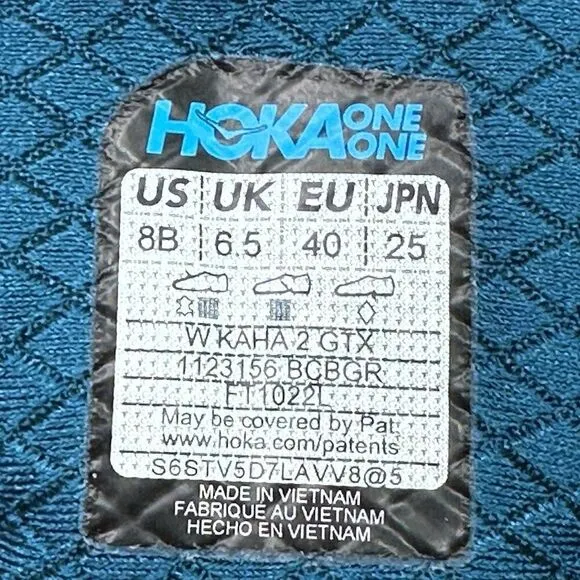 HOKA ONE ONE
US UK EU JPN
8B 6.5 40 25
W KAHA 2 GTX
1123156 BCBGR
FT1022L
May be covered by Pat.
www.hoka.com/patents
S6STV5D7LAVV8@5
MADE IN VIETNAM
FABRIQUÉ AU VIETNAM
HECHO EN VIETNAM